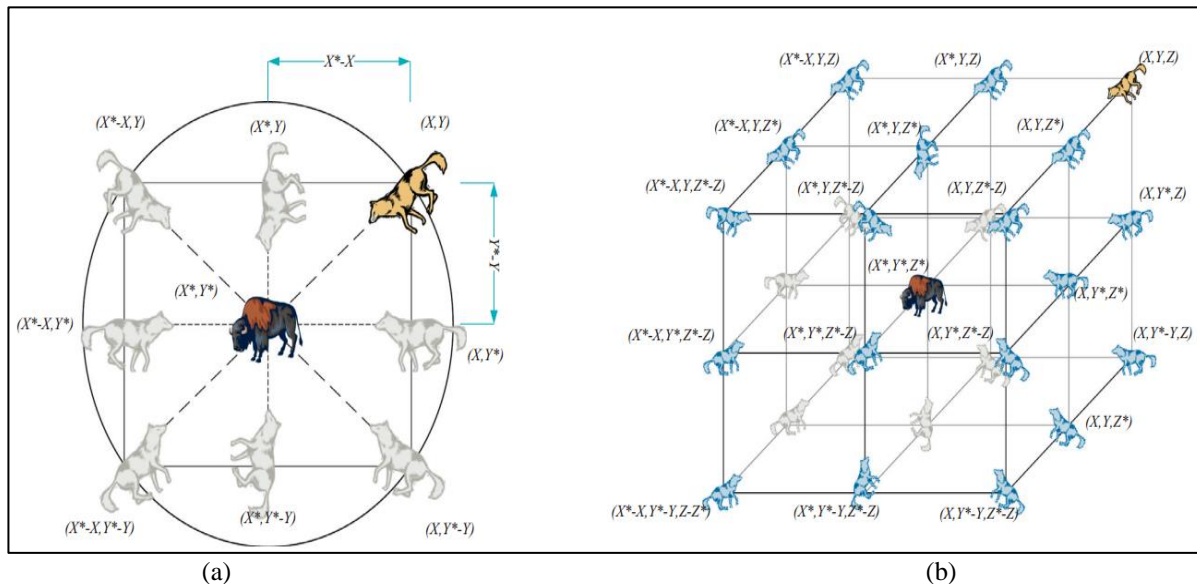 X*-X
(X*-X,Y)
(X*,Y)
(X,Y)
Y*-Y
(X*,Y*)
(X*-X,Y*)
(X,Y*)
(X*-X,Y*-Y)
(X*,Y*-Y)
(X,Y*-Y)
(a)
(X*-X,Y,Z)
(X*,Y,Z)
(X,Y,Z)
(X*-X,Y,Z*)
(X*,Y,Z*)
(X,Y,Z*)
(X*-X,Y,Z*-Z)
(X*,Y,Z*-Z)
(X,Y,Z*-Z)
(X,Y*,Z)
(X*,Y*,Z*)
(X,Y*,Z*)
(X*-X,Y*,Z*-Z)
(X*,Y*,Z*-Z)
(X,Y*,Z*-Z)
(X,Y*-Y,Z)
(X,Y,Z*)
(X*-X,Y*-Y,Z-Z*)
(X*,Y*-Y,Z*-Z)
(X,Y*-Y,Z*-Z)
(b)